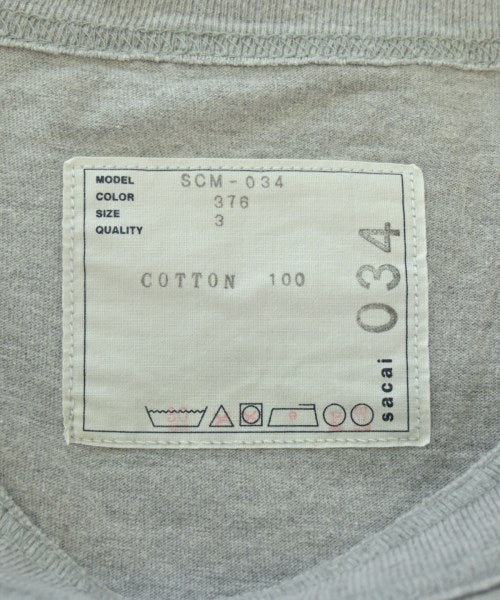 MODEL SCM-034
COLOR 376
SIZE 3
QUALITY
COTTON 100
sacai 034